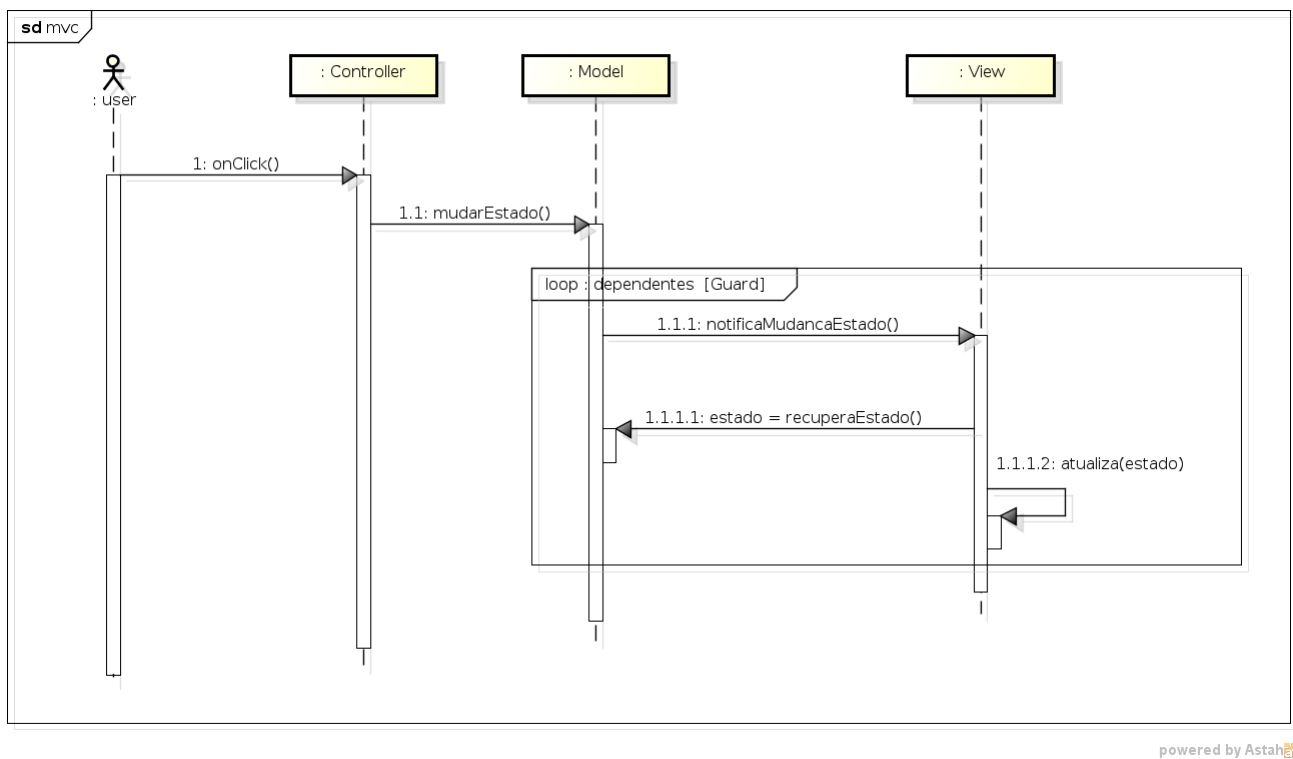 sd mvc
: user
: Controller
: Model
: View
1: onClick()
1.1: mudarEstado()
loop : dependentes [Guard]
1.1.1: notificaMudancaEstado()
1.1.1.1: estado = recuperaEstado()
1.1.1.2: atualiza(estado)
powered by Astah